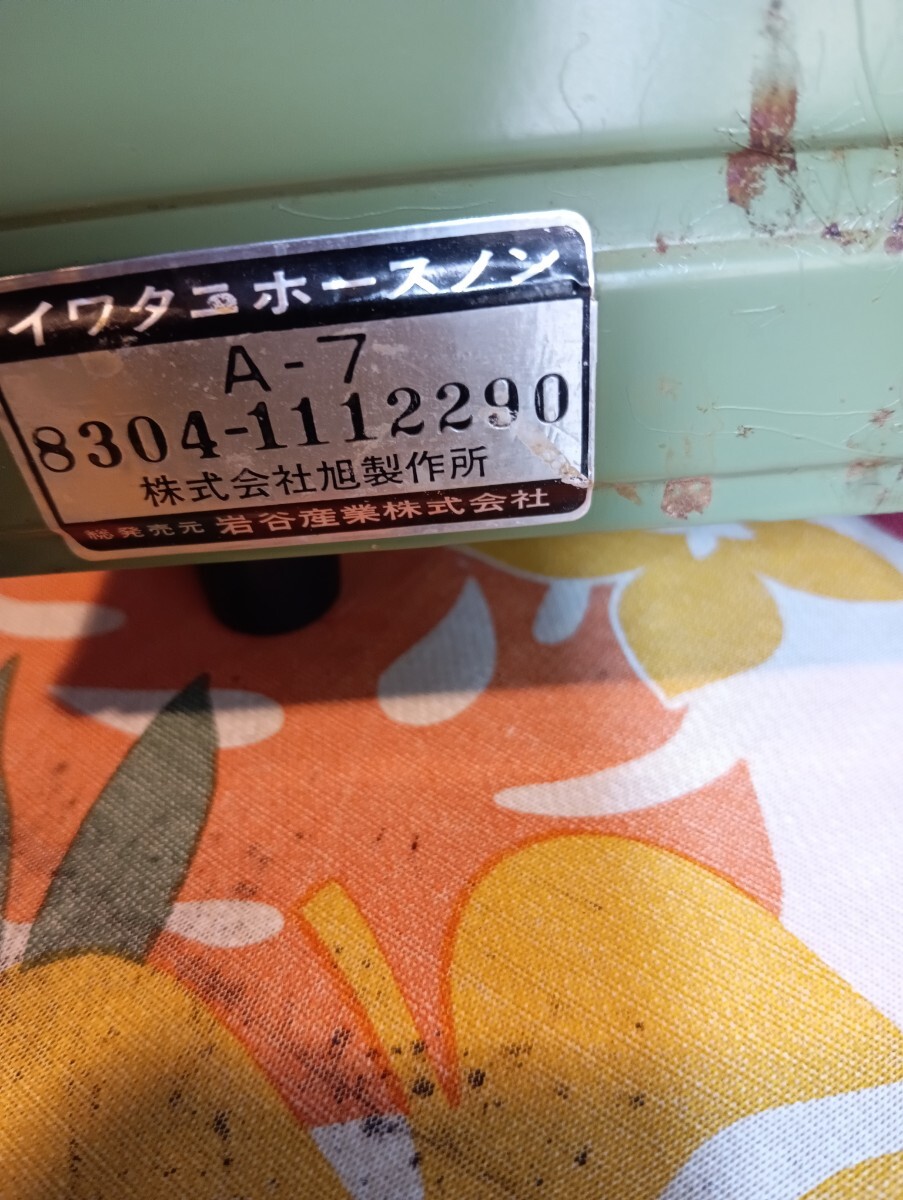 イワタニホースノン
A-7
8304-1112290
株式会社旭製作所
発売元 岩谷産業株式会社